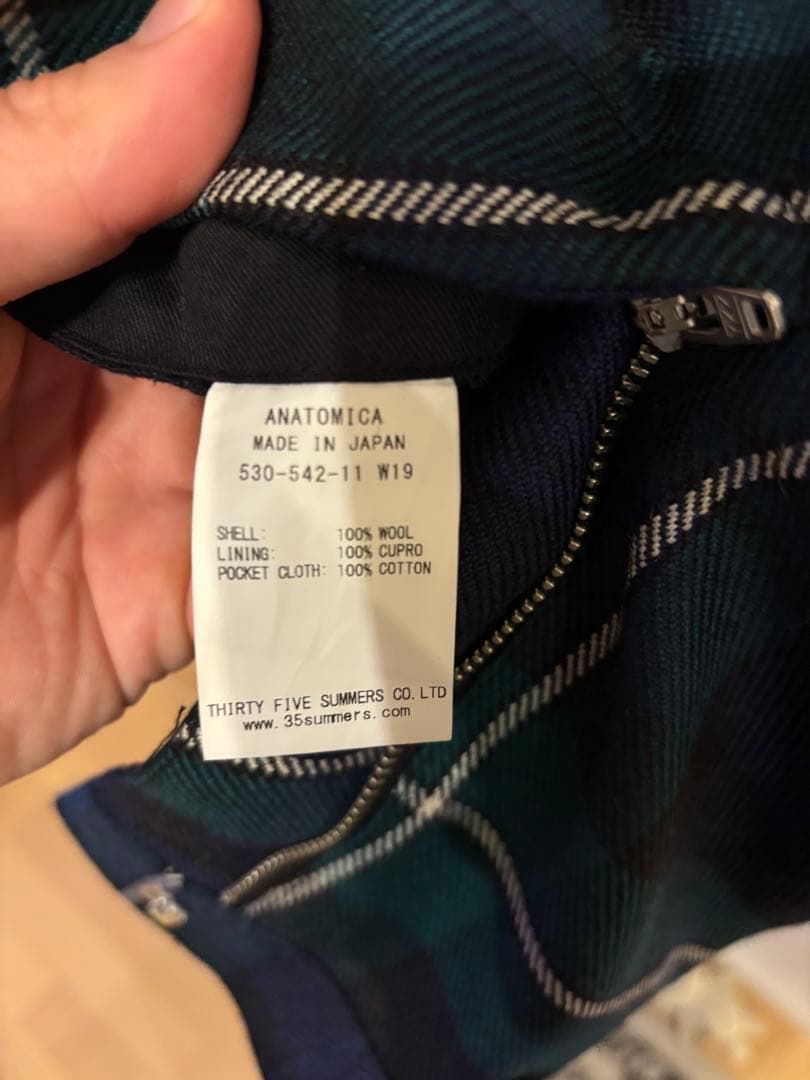 ANATOMICA
MADE IN JAPAN
530-542-11 W19
SHELL: 100% WOOL
LINING: 100% CUPRO
POCKET CLOTH: 100% COTTON
THIRTY FIVE SUMMERS CO.LTD
www.35summers.com